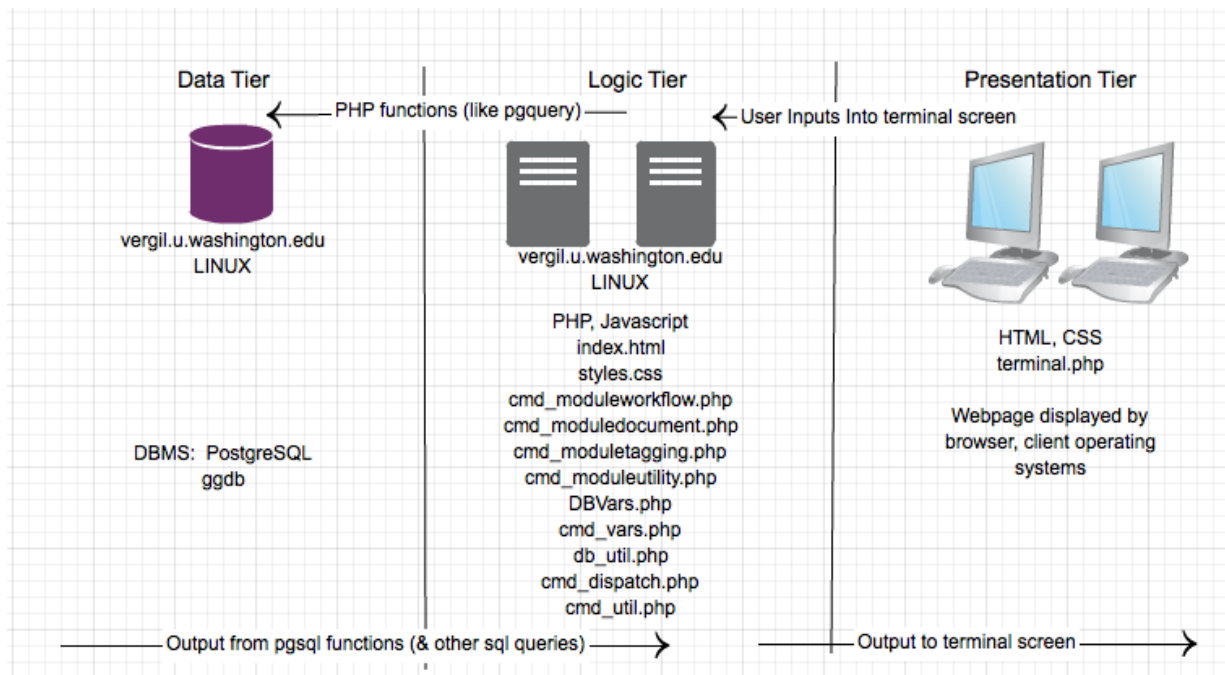 Data Tier
Logic Tier
Presentation Tier
PHP functions (like pgquery)
User Inputs Into terminal screen
vergil.u.washington.edu
LINUX
DBMS: PostgreSQL
ggdb
vergil.u.washington.edu
LINUX
PHP, Javascript
index.html
styles.css
cmd_moduleworkflow.php
cmd_moduledocument.php
cmd_moduletagging.php
cmd_moduleutility.php
DBVars.php
cmd_vars.php
db_util.php
cmd_dispatch.php
cmd_util.php
HTML, CSS
terminal.php
Webpage displayed by
browser, client operating
systems
Output from pgsql functions (& other sql queries)
Output to terminal screen